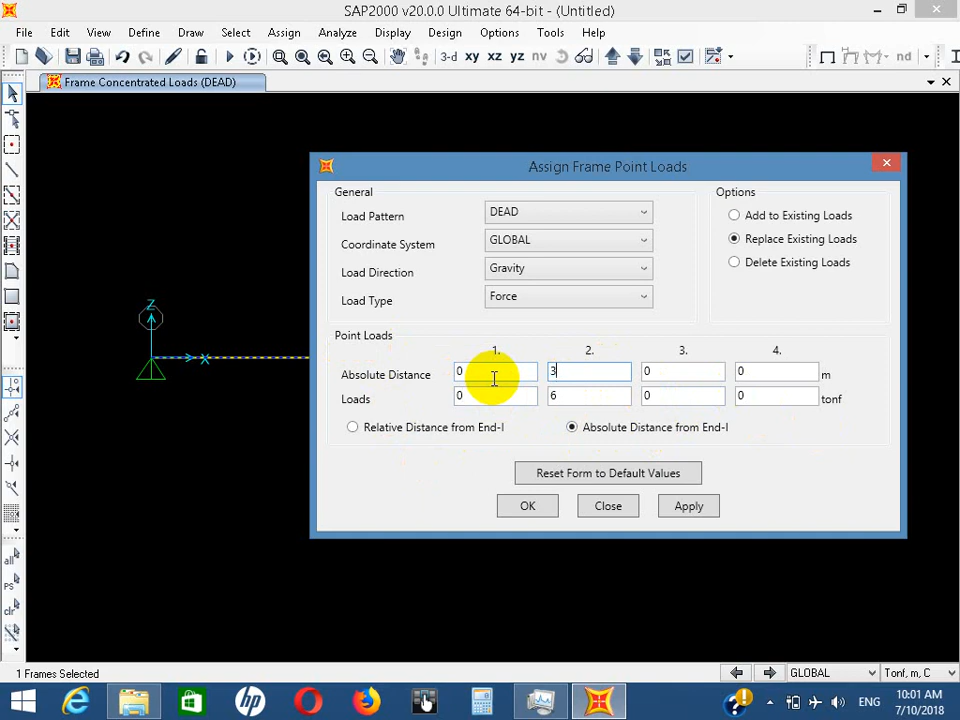 SAP2000 v20.0.0 Ultimate 64-bit - (Untitled)
File Edit View Define Draw Select Assign Analyze Display Design Options Tools Help
3-d xy xz yz nv nd
Frame Concentrated Loads (DEAD)
Assign Frame Point Loads
General
Options
Load Pattern DEAD
Add to Existing Loads
Coordinate System GLOBAL
Replace Existing Loads
Load Direction Gravity
Delete Existing Loads
Load Type Force
Point Loads
1. 2. 3. 4.
Absolute Distance 0 3 0 0 m
Loads 0 6 0 0 tonf
Relative Distance from End-I
Absolute Distance from End-I
Reset Form to Default Values
OK Close Apply
Z
X
all
PS
clr
1 Frames Selected
GLOBAL
Tonf, m, C
hp
ENG
10:01 AM
7/10/2018